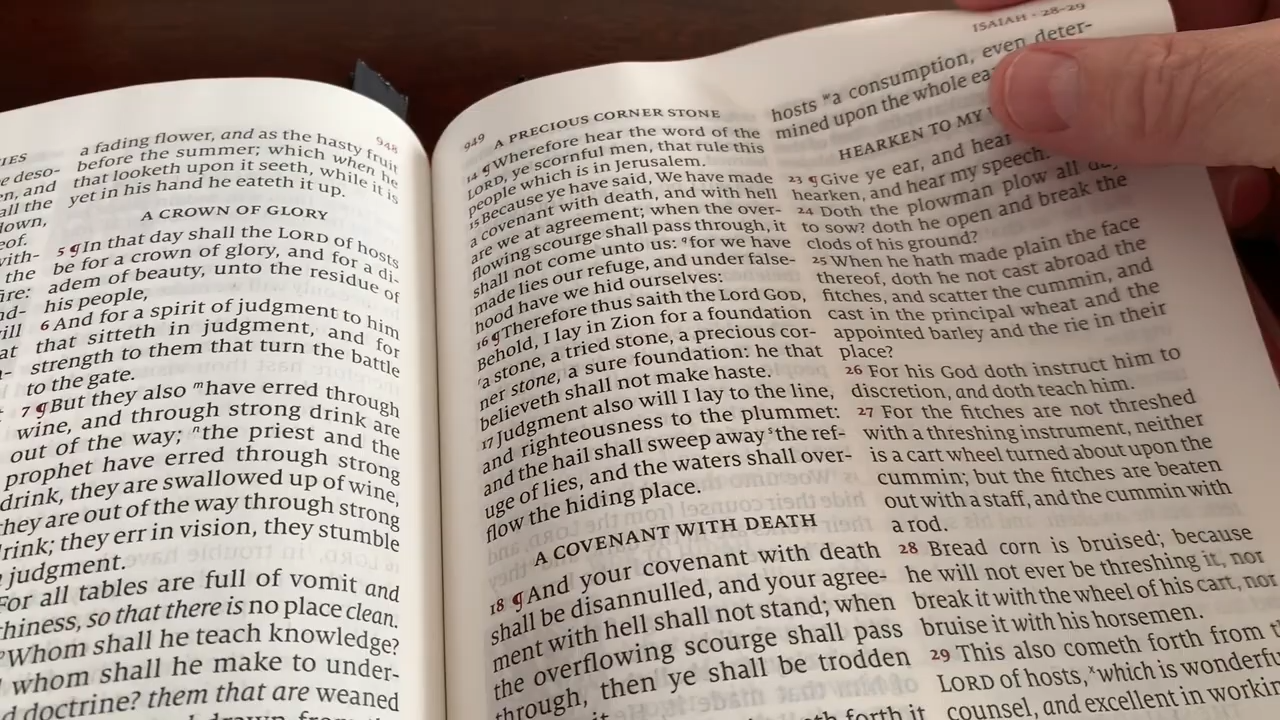 IES
e deso-
en, and
all the
down,
eof.
with-
the
fire:
nd-
will
at
948
a fading flower, and as the hasty fruit
before the summer; which when he
that looketh upon it seeth, while it is
yet in his hand he eateth it up.
A CROWN OF GLORY
5 ¶In that day shall the LORD of hosts
be for a crown of glory, and for a di-
adem of beauty, unto the residue of
his people,
6 And for a spirit of judgment to him
that sitteth in judgment, and for
strength to them that turn the battle
to the gate.
7 ¶But they also ᵐhave erred through
wine, and through strong drink are
out of the way; ⁿthe priest and the
prophet have erred through strong
drink, they are swallowed up of wine,
they are out of the way through strong
drink; they err in vision, they stumble
judgment.
For all tables are full of vomit and
thiness, so that there is no place clean.
ᵒWhom shall he teach knowledge?
whom shall he make to under-
d doctrine? them that are weaned
drawn from the
949 A PRECIOUS CORNER STONE
14 ¶Wherefore hear the word of the
LORD, ye scornful men, that rule this
people which is in Jerusalem.
15 Because ye have said, We have made
a covenant with death, and with hell
are we at agreement; when the over-
flowing scourge shall pass through, it
shall not come unto us: ᵠfor we have
made lies our refuge, and under false-
hood have we hid ourselves:
16 ¶Therefore thus saith the Lord GOD,
Behold, I lay in Zion for a foundation
ʳa stone, a tried stone, a precious cor-
ner stone, a sure foundation: he that
believeth shall not make haste.
17 Judgment also will I lay to the line,
and righteousness to the plummet:
and the hail shall sweep away ˢthe ref-
uge of lies, and the waters shall over-
flow the hiding place.
A COVENANT WITH DEATH
18 ¶And your covenant with death
shall be disannulled, and your agree-
ment with hell shall not stand; when
the overflowing scourge shall pass
through, then ye shall be trodden
forth it
ISAIAH · 28–29
hosts ʷa consumption, even deter-
mined upon the whole ea
HEARKEN TO MY
23 ¶Give ye ear, and hear
hearken, and hear my speech.
24 Doth the plowman plow all day
to sow? doth he open and break the
clods of his ground?
25 When he hath made plain the face
thereof, doth he not cast abroad the
fitches, and scatter the cummin, and
cast in the principal wheat and the
appointed barley and the rie in their
place?
26 For his God doth instruct him to
discretion, and doth teach him.
27 For the fitches are not threshed
with a threshing instrument, neither
is a cart wheel turned about upon the
cummin; but the fitches are beaten
out with a staff, and the cummin with
a rod.
28 Bread corn is bruised; because
he will not ever be threshing it, nor
break it with the wheel of his cart, nor
bruise it with his horsemen.
29 This also cometh forth from t
LORD of hosts, ˣwhich is wonderfu
counsel, and excellent in workin